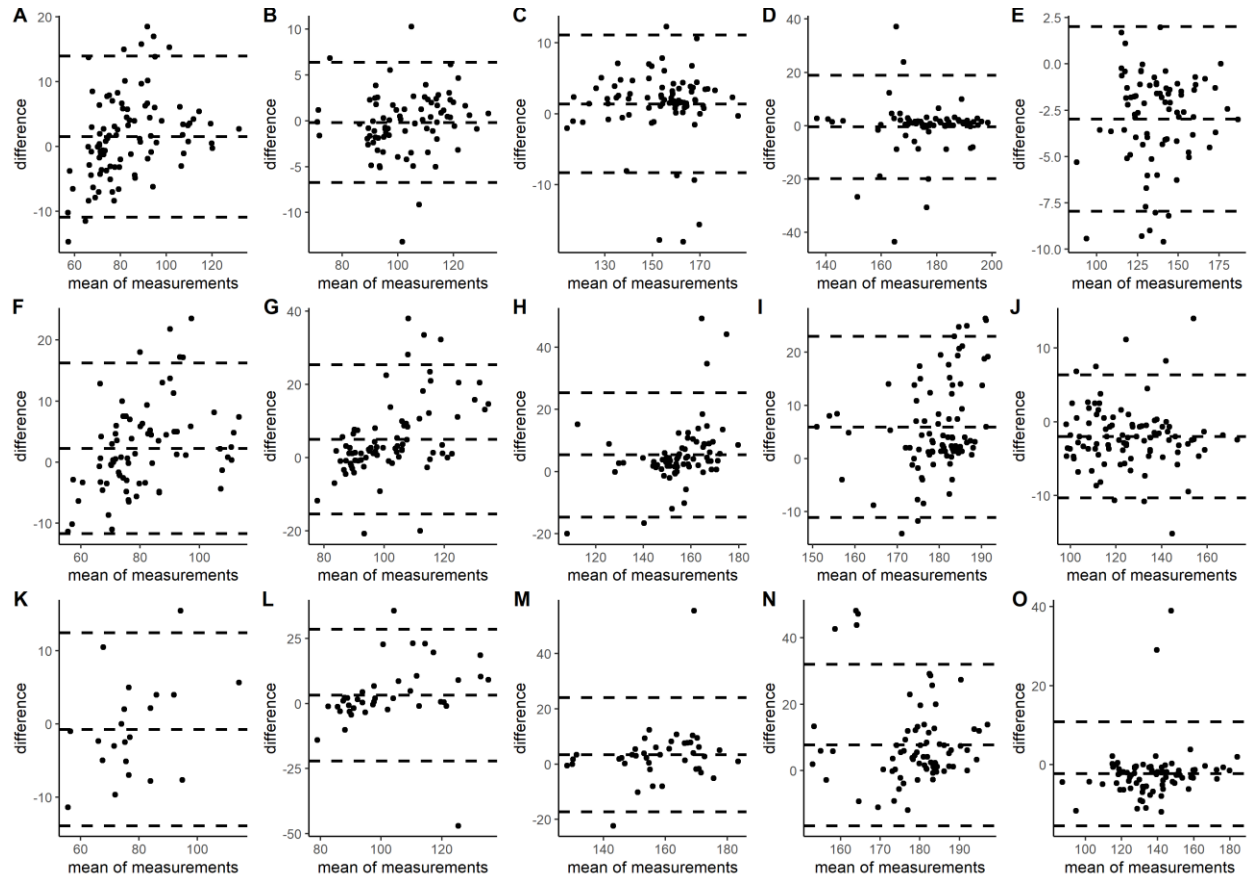 A B C D E
difference difference difference difference difference
20 10 0 -10
10 5 0 -5 -10
10 0 -10
40 20 0 -20 -40
2.5 0.0 -2.5 -5.0 -7.5 -10.0
60 80 100 120
80 100 120
130 150 170
140 160 180 200
100 125 150 175
mean of measurements mean of measurements mean of measurements mean of measurements mean of measurements
F G H I J
difference difference difference difference difference
20 10 0 -10
40 20 0 -20
40 20 0 -20
20 10 0 -10
10 0 -10
60 80 100
80 100 120
120 140 160 180
150 160 170 180 190
100 120 140 160
mean of measurements mean of measurements mean of measurements mean of measurements mean of measurements
K L M N O
difference difference difference difference difference
10 0 -10
25 0 -25 -50
40 20 0 -20
40 20 0
40 20 0
60 80 100
80 100 120
140 160 180
160 170 180 190
100 120 140 160 180
mean of measurements mean of measurements mean of measurements mean of measurements mean of measurements